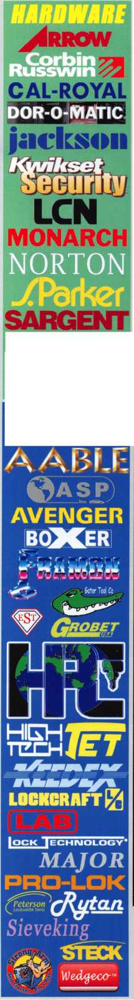 HARDWARE
ARROW
Corbin
Russwin
CAL-ROYAL
DOR-O-MATIC
jackson
Kwikset
Security
LCN
MONARCH
NORTON
J.Parker
SARGENT
AABLE
ASP
Inc
AVENGER
BOXER
FRAMON
Gator Tool Co
EST
GROBET
USA
HPC
HIGH
TECH
JET
KEEDEX
LOCKCRAFT L/C
LAB
LOCK TECHNOLOGY
MAJOR
PRO-LOK
Peterson
Locksmith Tools
Rytan
Sieveking
Strong Arm
STECK
Wedgeco™